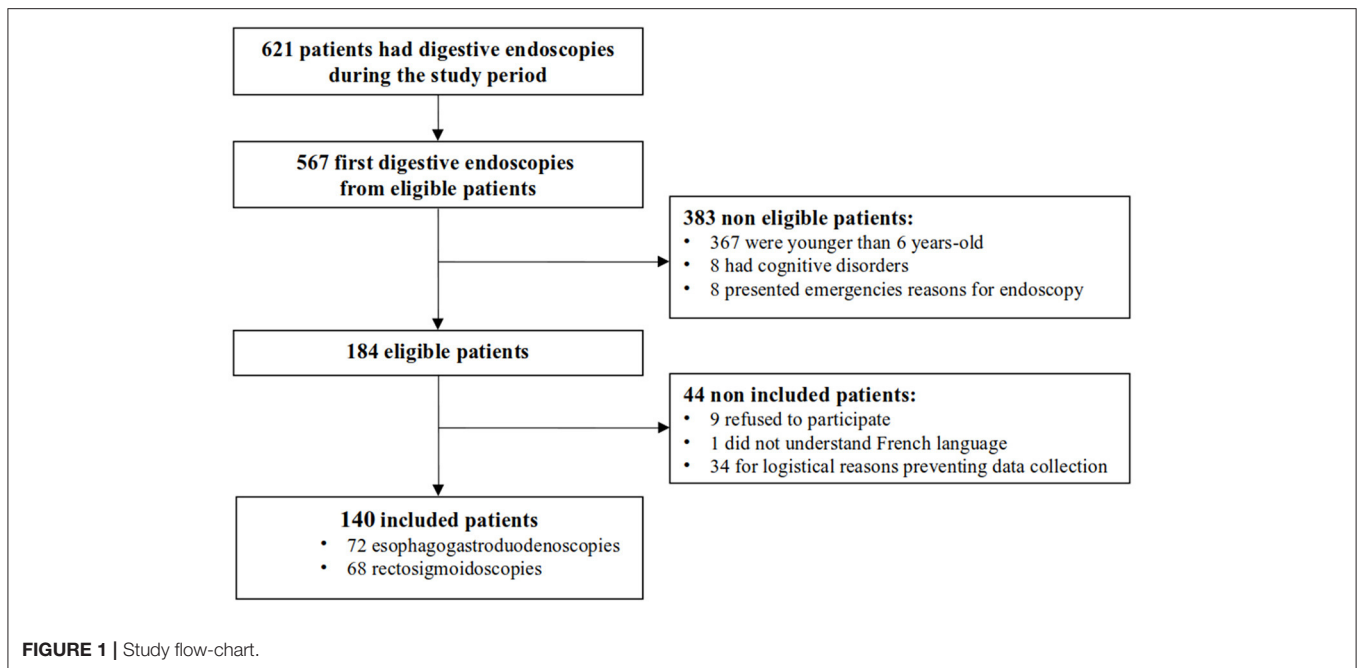 621 patients had digestive endoscopies
during the study period
567 first digestive endoscopies
from eligible patients
383 non eligible patients:
• 367 were younger than 6 years-old
• 8 had cognitive disorders
• 8 presented emergencies reasons for endoscopy
184 eligible patients
44 non included patients:
• 9 refused to participate
• 1 did not understand French language
• 34 for logistical reasons preventing data collection
140 included patients
• 72 esophagogastroduodenoscopies
• 68 rectosigmoidoscopies
FIGURE 1 | Study flow-chart.